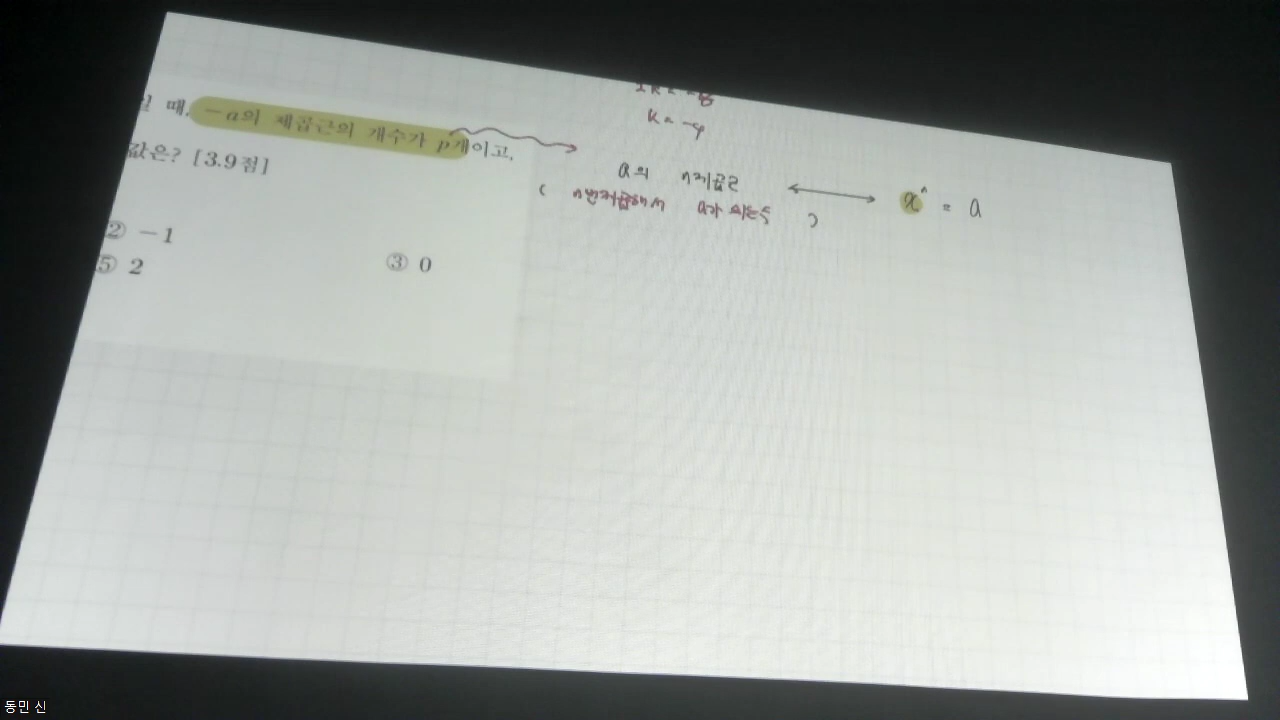 때, -a의 제곱근의 개수가 p개이고,
값은? [3.9점]
② -1
⑤ 2
③ 0
k = -4
a의 n제곱근 ↔ xⁿ = a
( n번제곱해서 a가 되는수 )
동민 신